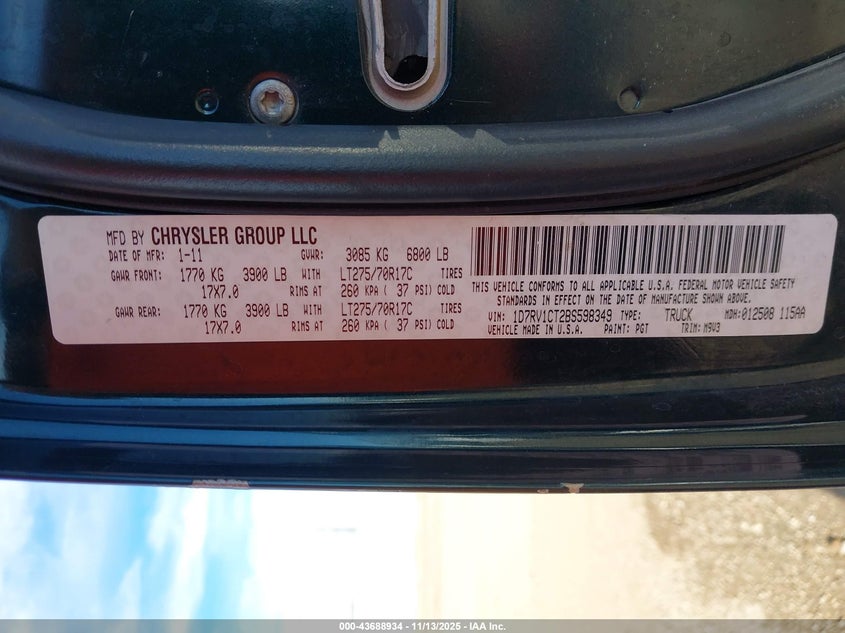 MFD BY CHRYSLER GROUP LLC
DATE OF MFR: 1-11 GVWR: 3085 KG 6800 LB
GAWR FRONT: 1770 KG 3900 LB WITH LT275/70R17C TIRES
17X7.0 RIMS AT 260 KPA ( 37 PSI) COLD
GAWR REAR: 1770 KG 3900 LB WITH LT275/70R17C TIRES
17X7.0 RIMS AT 260 KPA ( 37 PSI) COLD
THIS VEHICLE CONFORMS TO ALL APPLICABLE U.S.A. FEDERAL MOTOR VEHICLE SAFETY
STANDARDS IN EFFECT ON THE DATE OF MANUFACTURE SHOWN ABOVE.
VIN: 1D7RV1CT2BS598349 TYPE: TRUCK MDH:012508 115AA
VEHICLE MADE IN U.S.A. PAINT: PGT TRIM: M9V3
000-43688934 - 11/13/2025 - IAA Inc.